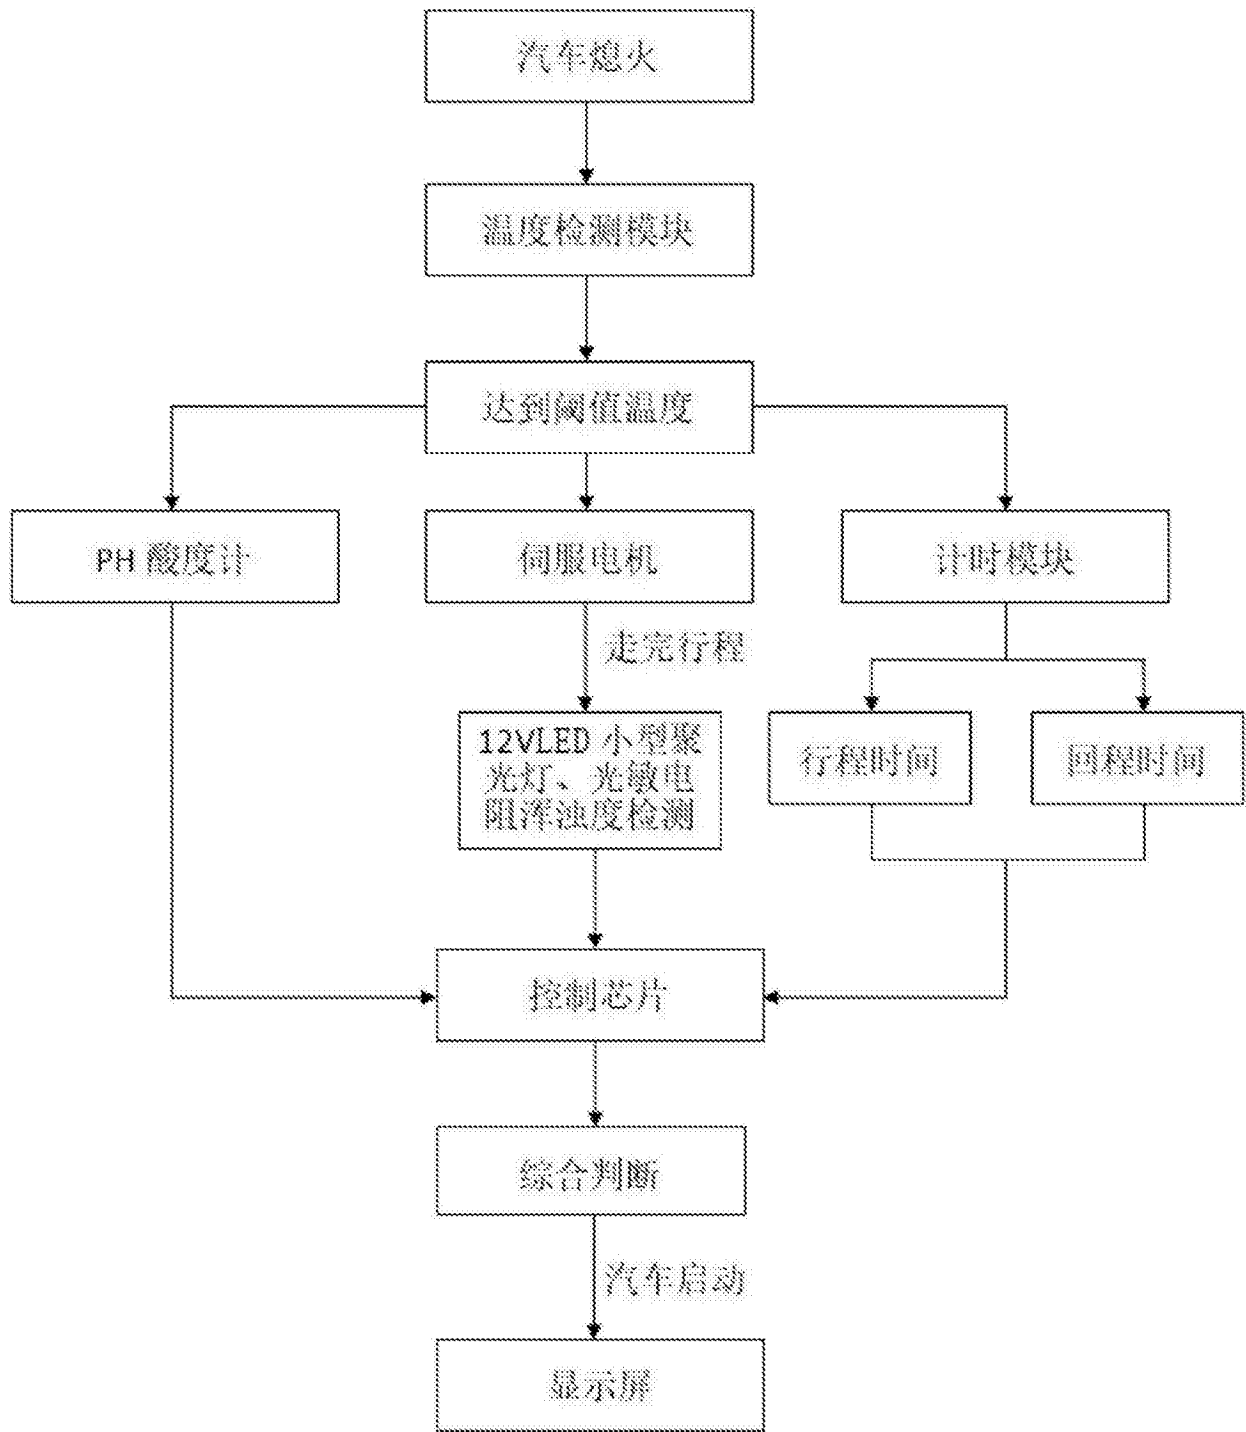 汽车熄火
温度检测模块
达到阈值温度
PH 酸度计
伺服电机
计时模块
走完行程
12VLED 小型聚
光灯、光敏电
阻浑浊度检测
行程时间
回程时间
控制芯片
综合判断
汽车启动
显示屏